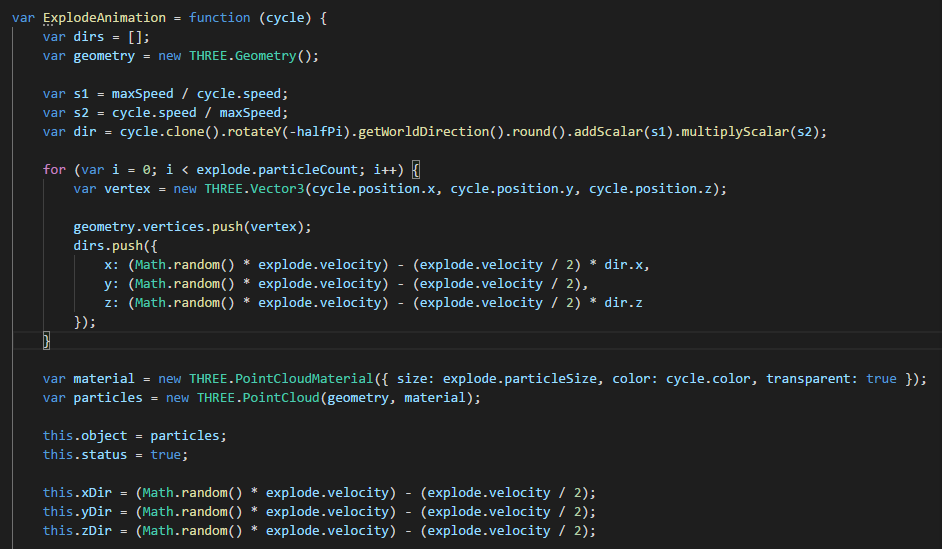 var ExplodeAnimation = function (cycle) {
var dirs = [];
var geometry = new THREE.Geometry();
var s1 = maxSpeed / cycle.speed;
var s2 = cycle.speed / maxSpeed;
var dir = cycle.clone().rotateY(-halfPi).getWorldDirection().round().addScalar(s1).multiplyScalar(s2);
for (var i = 0; i < explode.particleCount; i++) {
var vertex = new THREE.Vector3(cycle.position.x, cycle.position.y, cycle.position.z);
geometry.vertices.push(vertex);
dirs.push({
x: (Math.random() * explode.velocity) - (explode.velocity / 2) * dir.x,
y: (Math.random() * explode.velocity) - (explode.velocity / 2),
z: (Math.random() * explode.velocity) - (explode.velocity / 2) * dir.z
});
}
var material = new THREE.PointCloudMaterial({ size: explode.particleSize, color: cycle.color, transparent: true });
var particles = new THREE.PointCloud(geometry, material);
this.object = particles;
this.status = true;
this.xDir = (Math.random() * explode.velocity) - (explode.velocity / 2);
this.yDir = (Math.random() * explode.velocity) - (explode.velocity / 2);
this.zDir = (Math.random() * explode.velocity) - (explode.velocity / 2);